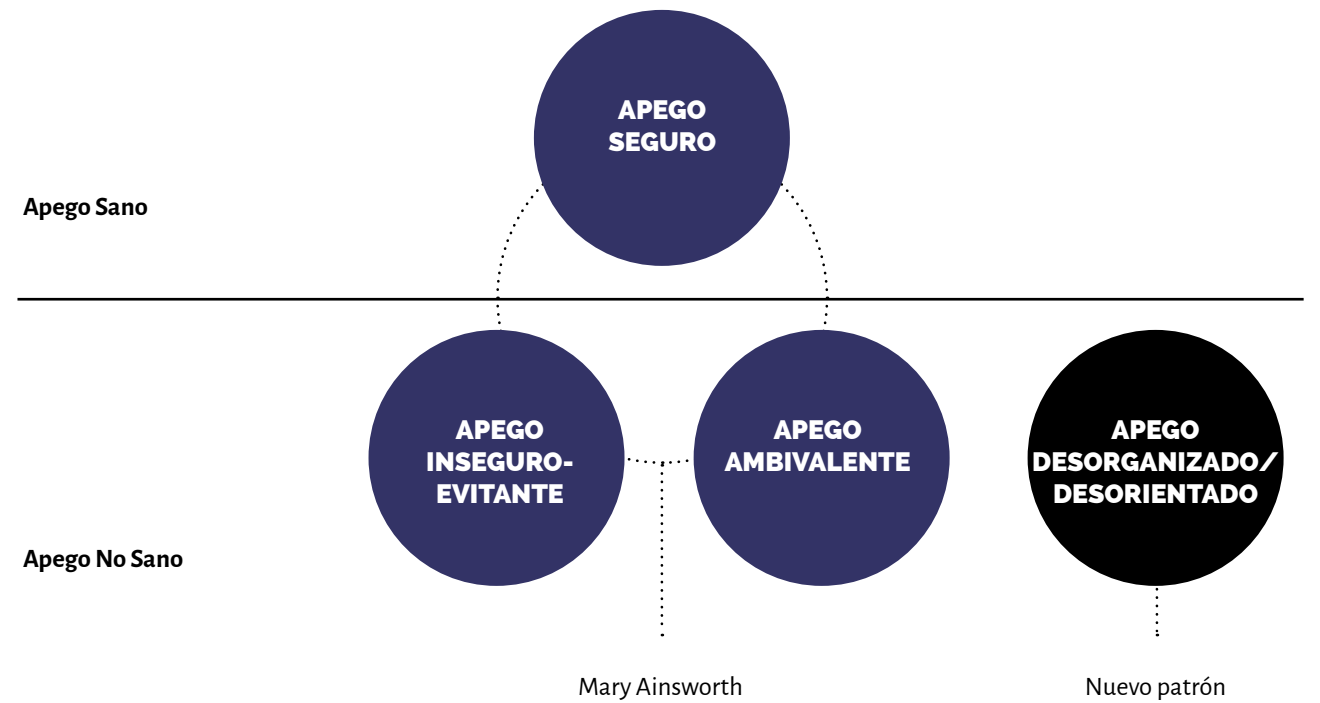 APEGO
SEGURO
Apego Sano
APEGO
INSEGURO-
EVITANTE
APEGO
AMBIVALENTE
APEGO
DESORGANIZADO/
DESORIENTADO
Apego No Sano
Mary Ainsworth
Nuevo patrón